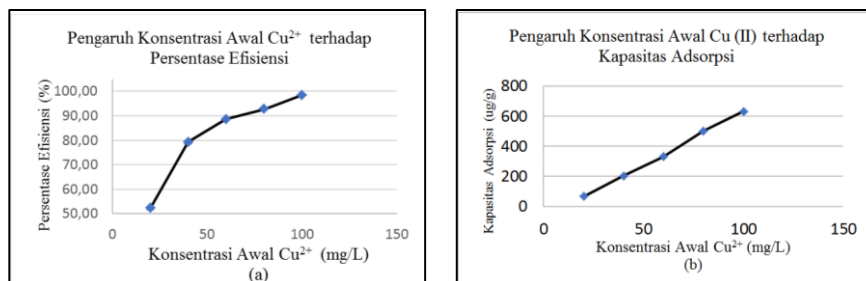 Pengaruh Konsentrasi Awal Cu²⁺ terhadap
Persentase Efisiensi
Persentase Efisiensi (%)
100,00
90,00
80,00
70,00
60,00
50,00
0
50
100
150
Konsentrasi Awal Cu²⁺ (mg/L)
(a)
Pengaruh Konsentrasi Awal Cu (II) terhadap
Kapasitas Adsorpsi
Kapasitas Adsorpsi (ug/g)
800
600
400
200
0
0
50
100
150
Konsentrasi Awal Cu²⁺ (mg/L)
(b)